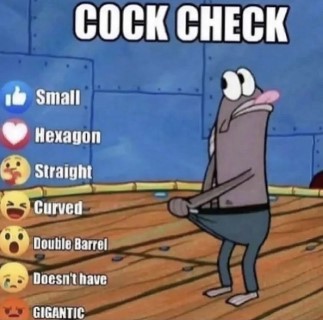 COCK CHECK
Small
Hexagon
Straight
Curved
Double Barrel
Doesn't have
GIGANTIC